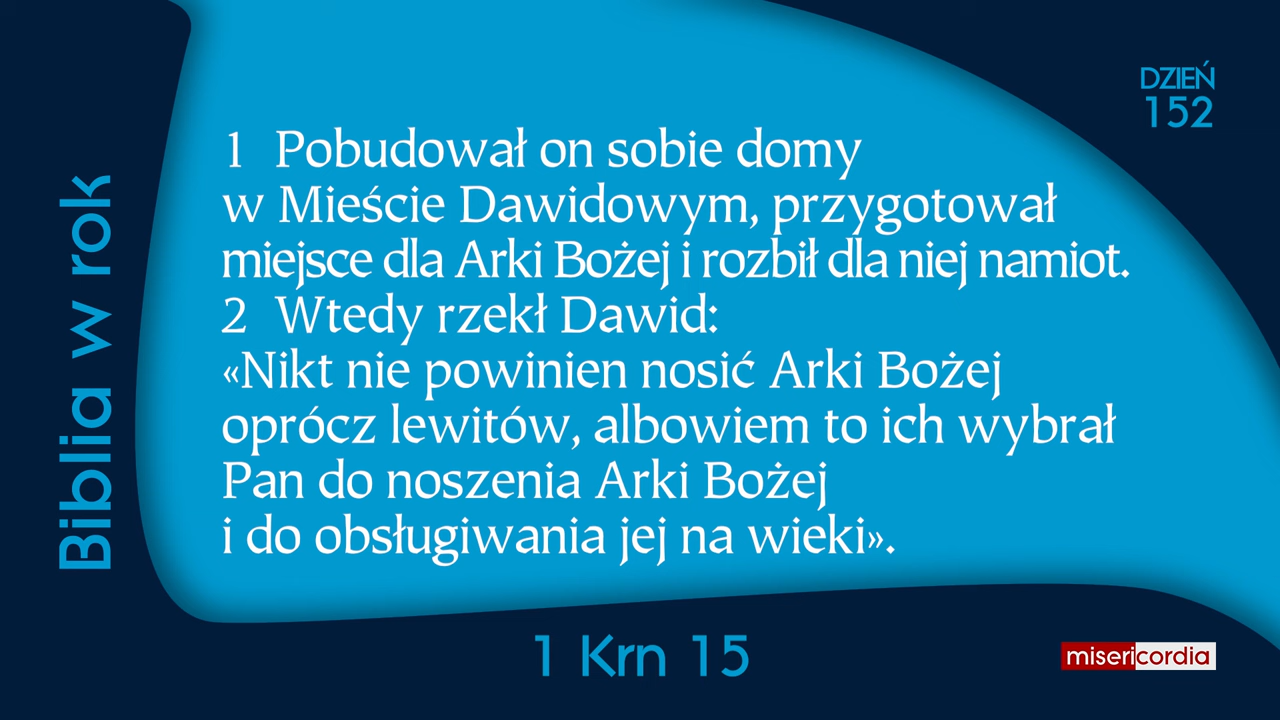 DZIEŃ
152
Biblia w rok
1 Pobudował on sobie domy
w Mieście Dawidowym, przygotował
miejsce dla Arki Bożej i rozbił dla niej namiot.
2 Wtedy rzekł Dawid:
«Nikt nie powinien nosić Arki Bożej
oprócz lewitów, albowiem to ich wybrał
Pan do noszenia Arki Bożej
i do obsługiwania jej na wieki».
1 Krn 15
misericordia